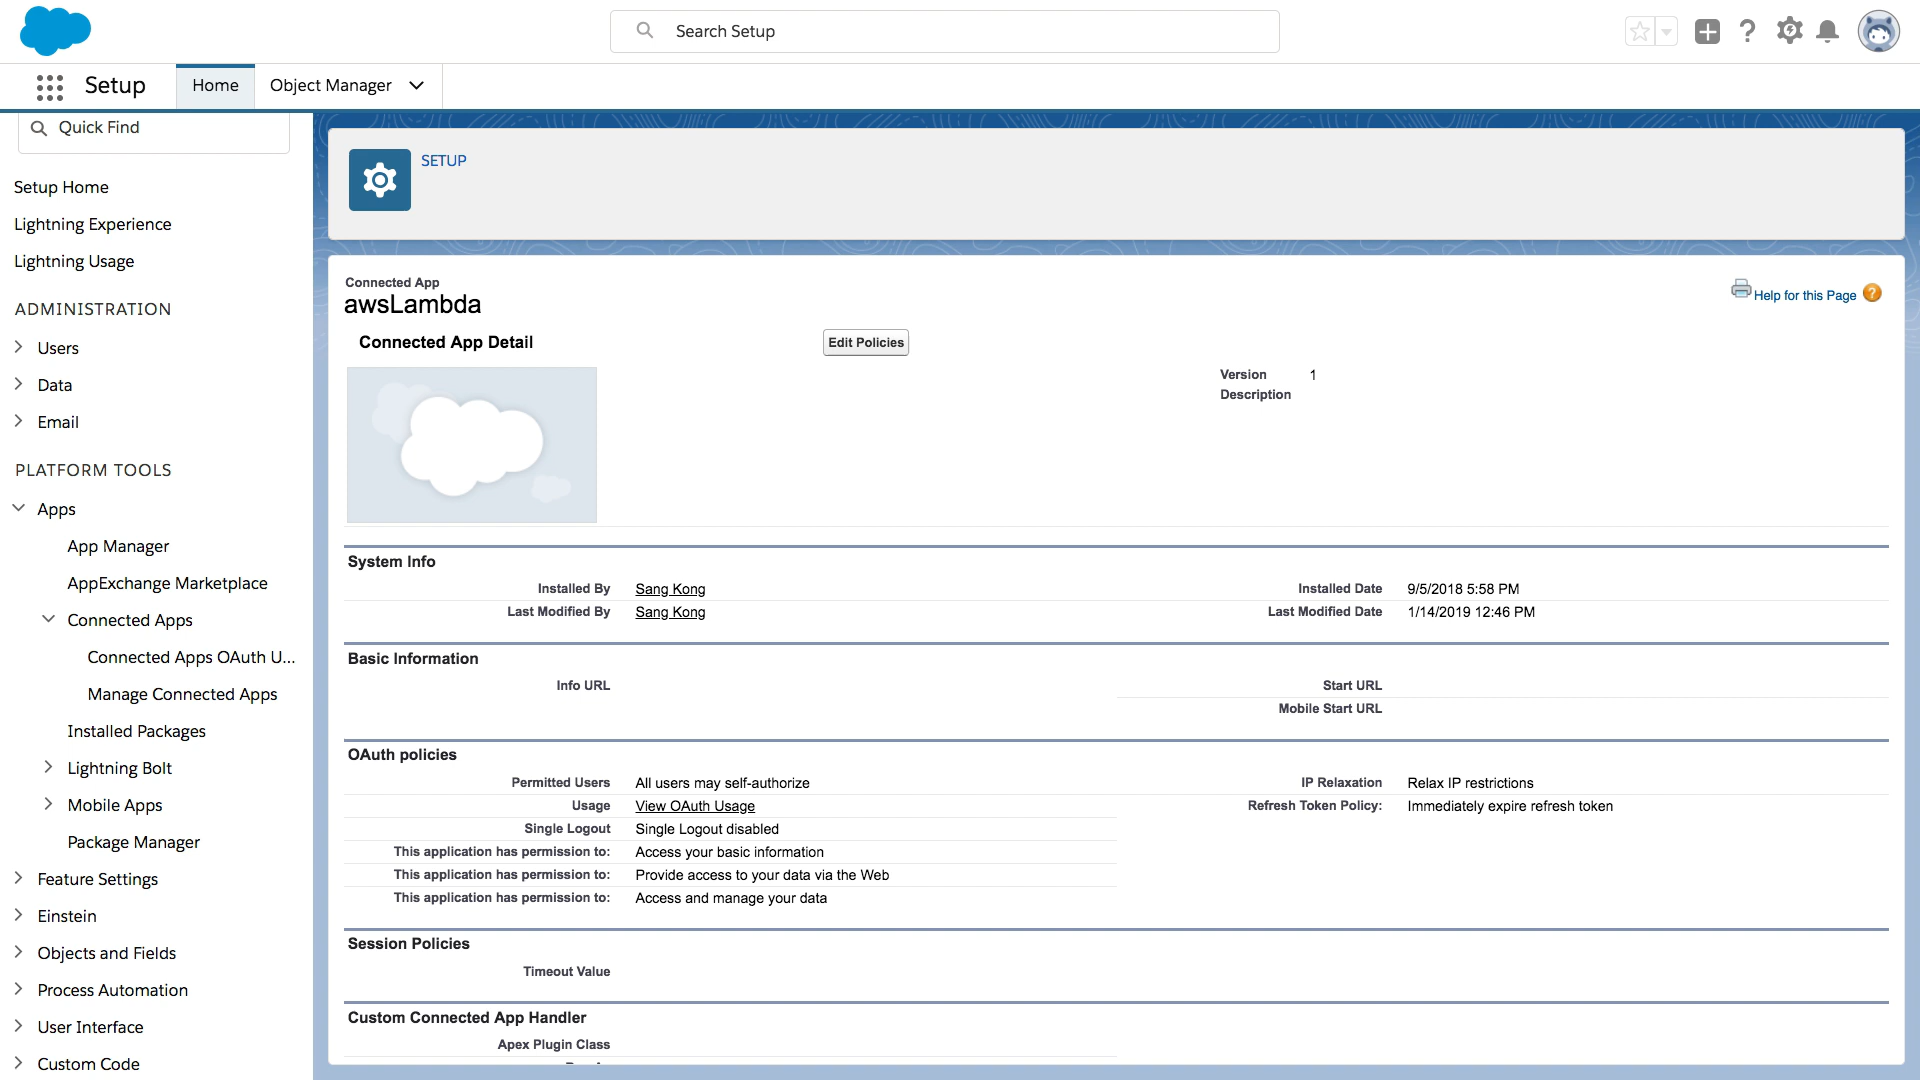 Search Setup
Setup
Home
Object Manager
Quick Find
Setup Home
Lightning Experience
Lightning Usage
ADMINISTRATION
Users
Data
Email
PLATFORM TOOLS
Apps
App Manager
AppExchange Marketplace
Connected Apps
Connected Apps OAuth U...
Manage Connected Apps
Installed Packages
Lightning Bolt
Mobile Apps
Package Manager
Feature Settings
Einstein
Objects and Fields
Process Automation
User Interface
Custom Code
SETUP
Connected App
awsLambda
Help for this Page
Connected App Detail
Edit Policies
Version 1
Description
System Info
Installed By Sang Kong
Installed Date 9/5/2018 5:58 PM
Last Modified By Sang Kong
Last Modified Date 1/14/2019 12:46 PM
Basic Information
Info URL
Start URL
Mobile Start URL
OAuth policies
Permitted Users All users may self-authorize
IP Relaxation Relax IP restrictions
Usage View OAuth Usage
Refresh Token Policy: Immediately expire refresh token
Single Logout Single Logout disabled
This application has permission to: Access your basic information
This application has permission to: Provide access to your data via the Web
This application has permission to: Access and manage your data
Session Policies
Timeout Value
Custom Connected App Handler
Apex Plugin Class